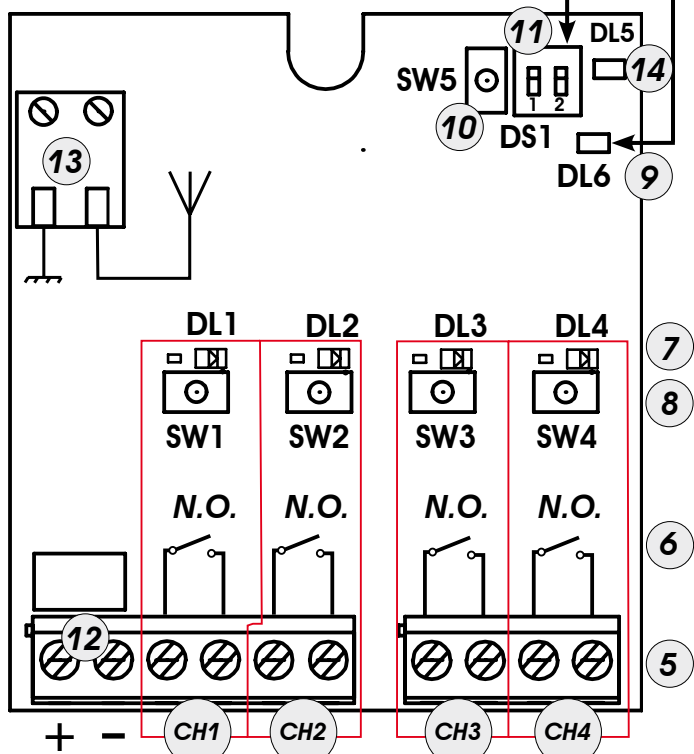 11 DL5
SW5 14
1 2
10 DS1
13
DL6 9
DL1 DL2 DL3 DL4
7
8
SW1 SW2 SW3 SW4
N.O. N.O. N.O. N.O.
6
12
5
+ − CH1 CH2 CH3 CH4